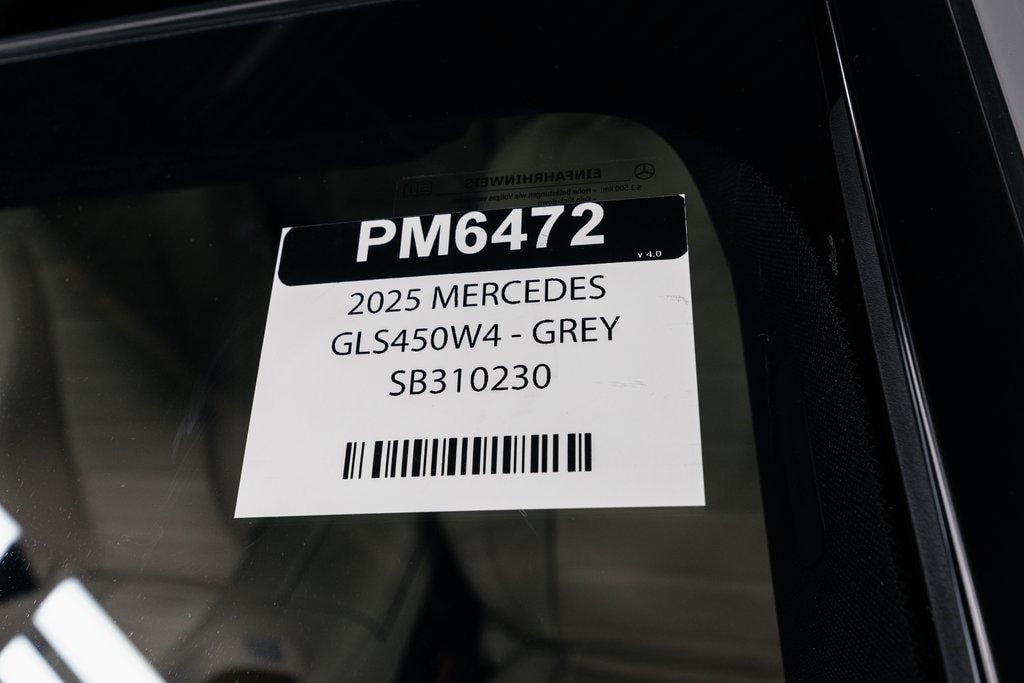 EINFAHRHINWEIS
PM6472
v 4.0
2025 MERCEDES
GLS450W4 - GREY
SB310230